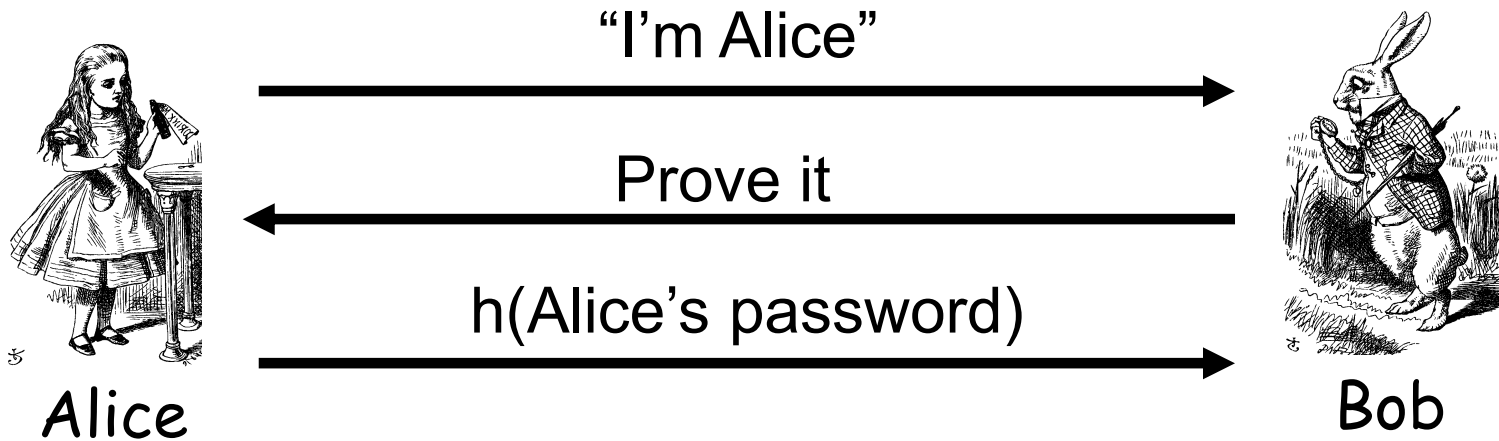 “I’m Alice”
Prove it
h(Alice’s password)
Alice
Bob